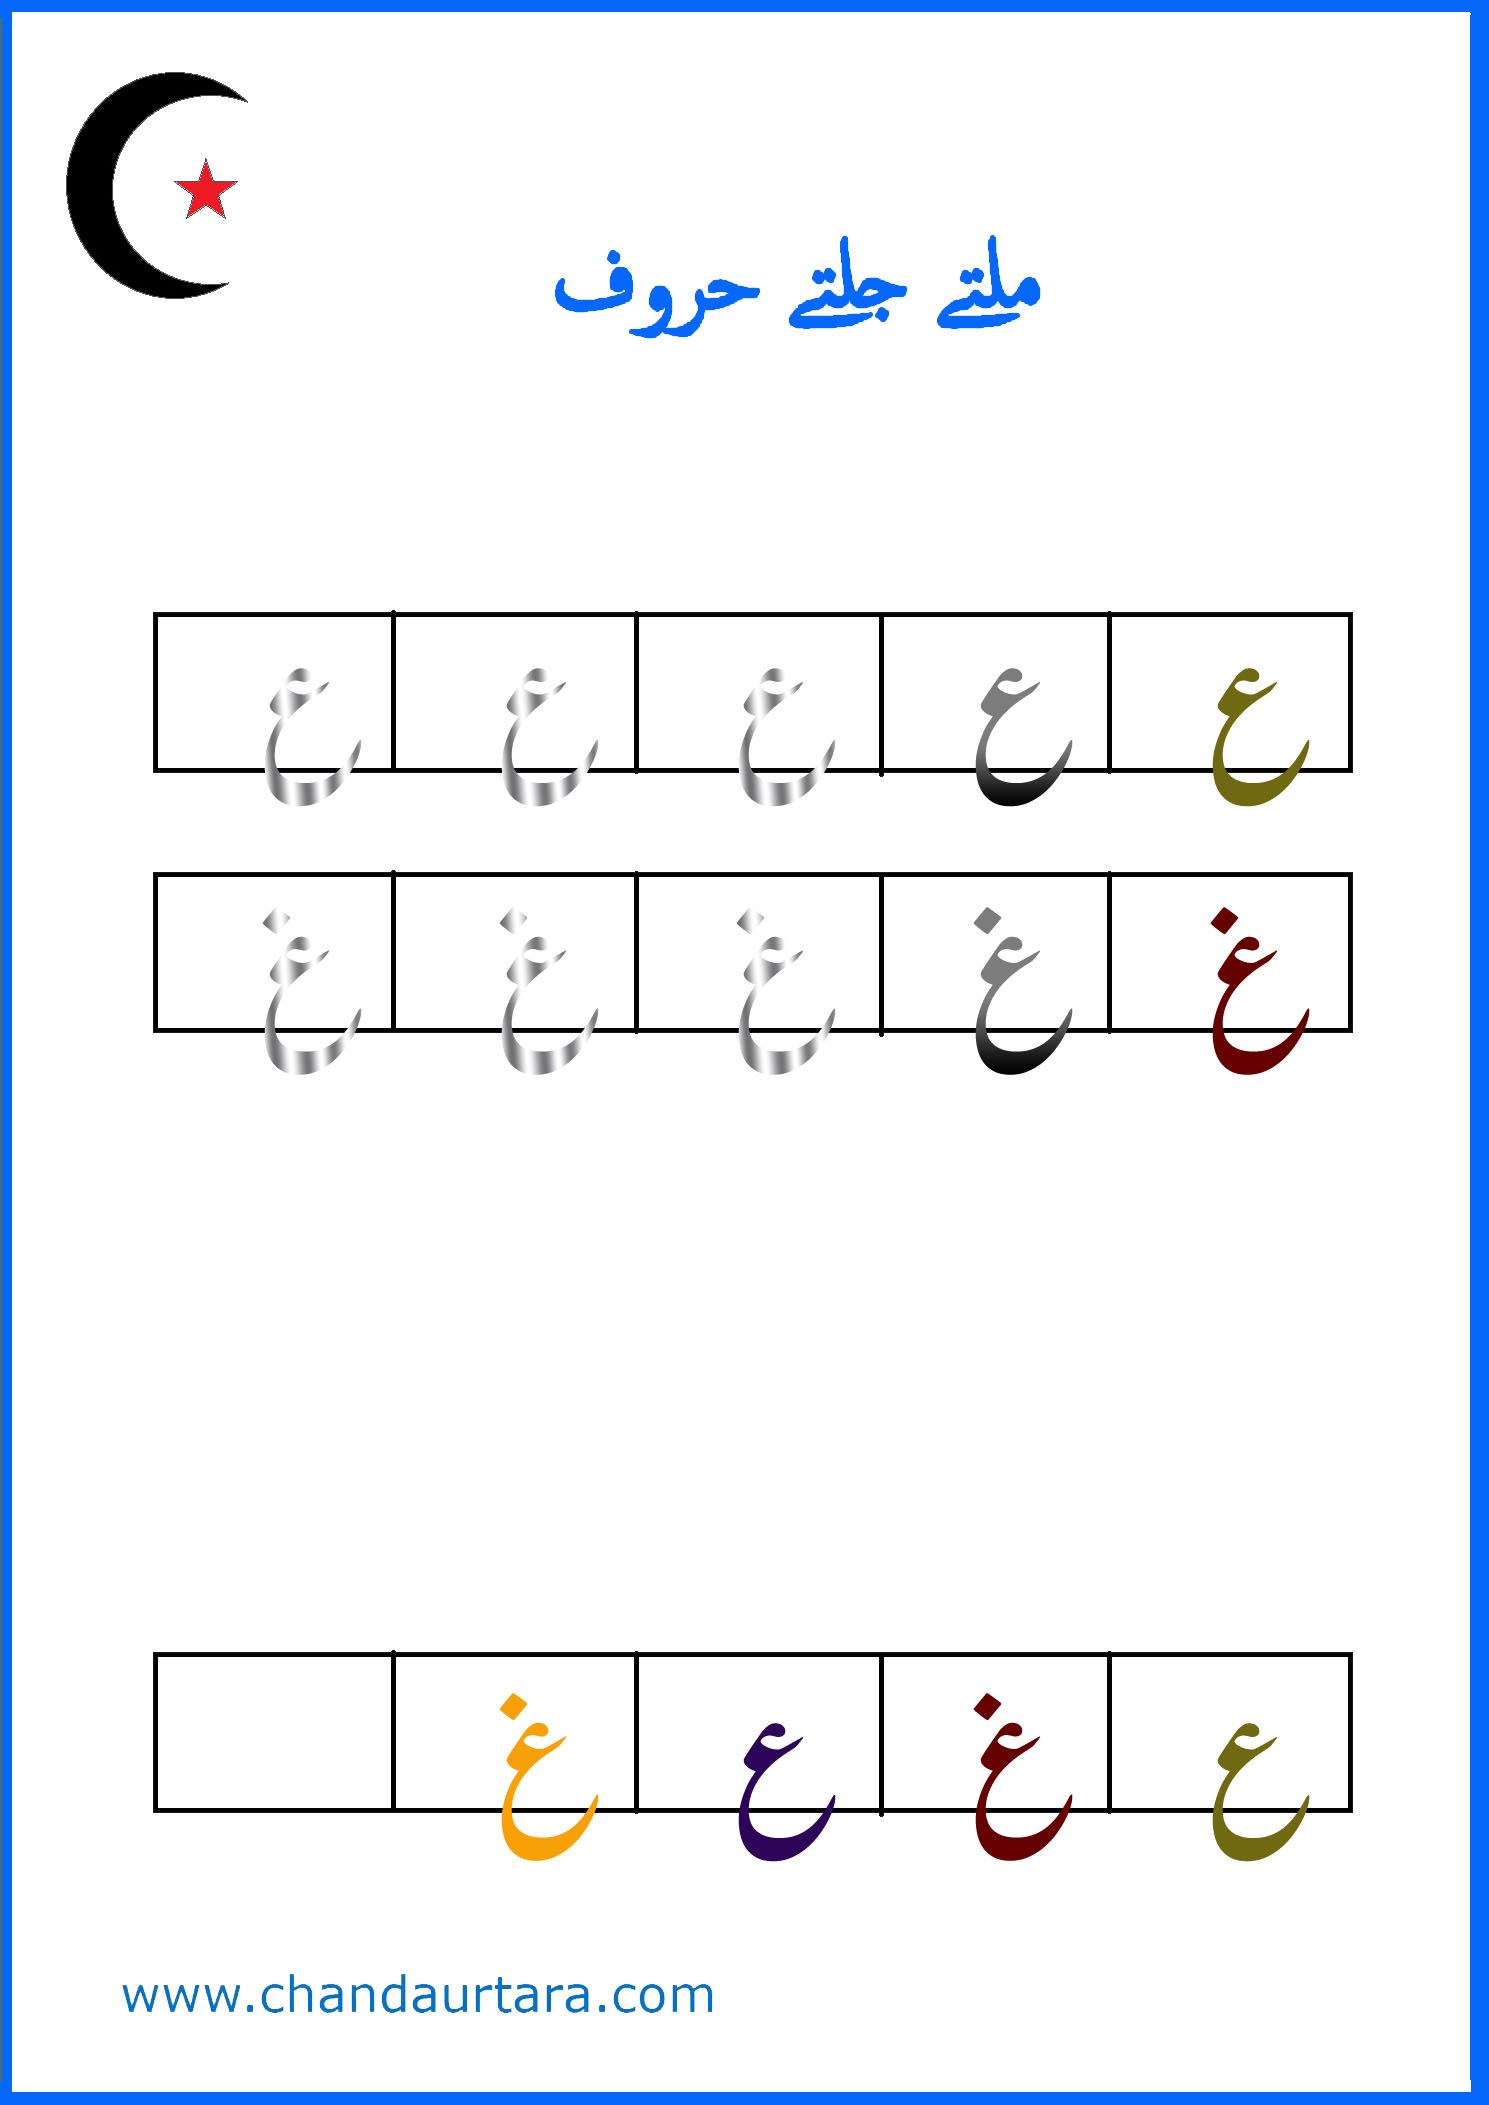 ملتے جلتے حروف
ع ع ع ع ع
غ غ غ غ غ
ع غ ع غ
www.chandaurtara.com